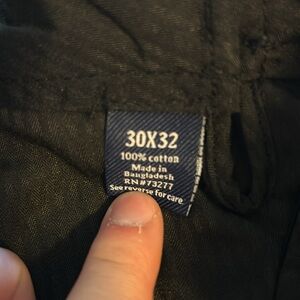 30X32
100% cotton
Made in
Bangladesh
RN#73277
See reverse for care